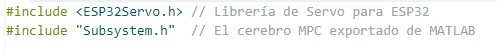 #include <ESP32Servo.h> // Librería de Servo para ESP32
#include "Subsystem.h"  // El cerebro MPC exportado de MATLAB